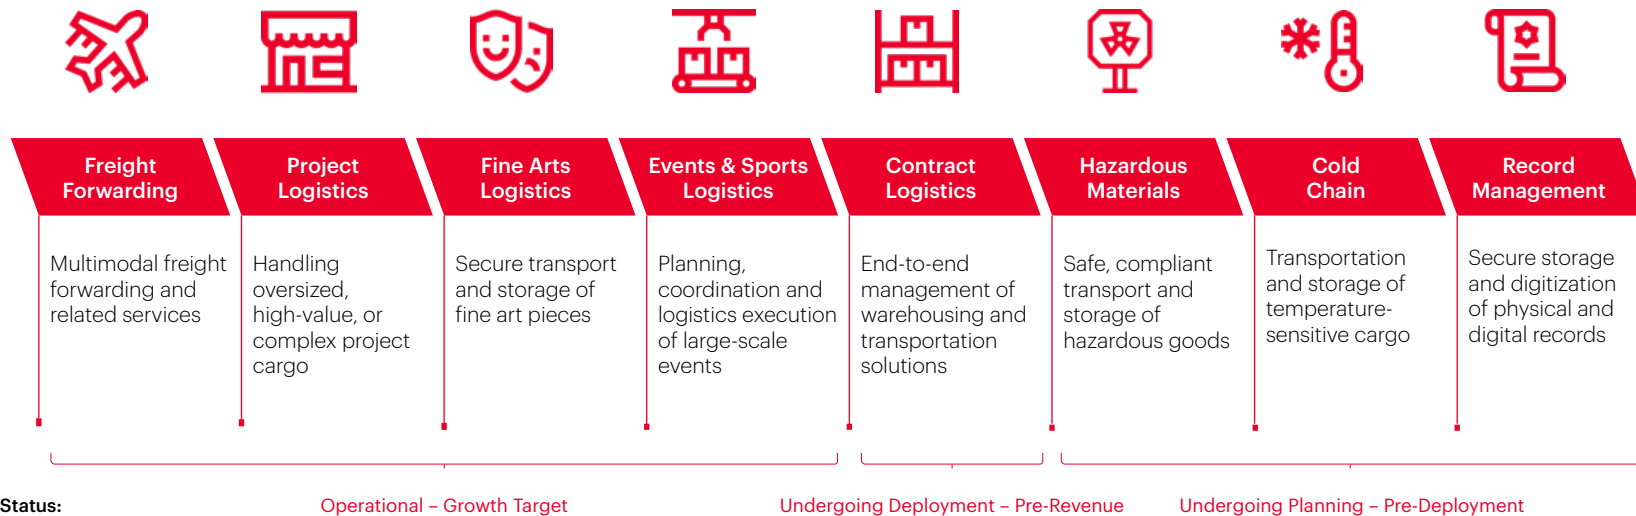 Freight
Forwarding
Project
Logistics
Fine Arts
Logistics
Events & Sports
Logistics
Contract
Logistics
Hazardous
Materials
Cold
Chain
Record
Management
Multimodal freight
forwarding and
related services
Handling
oversized,
high-value, or
complex project
cargo
Secure transport
and storage of
fine art pieces
Planning,
coordination and
logistics execution
of large-scale
events
End-to-end
management of
warehousing and
transportation
solutions
Safe, compliant
transport and
storage of
hazardous goods
Transportation
and storage of
temperature-
sensitive cargo
Secure storage
and digitization
of physical and
digital records
Status:
Operational – Growth Target
Undergoing Deployment – Pre-Revenue
Undergoing Planning – Pre-Deployment